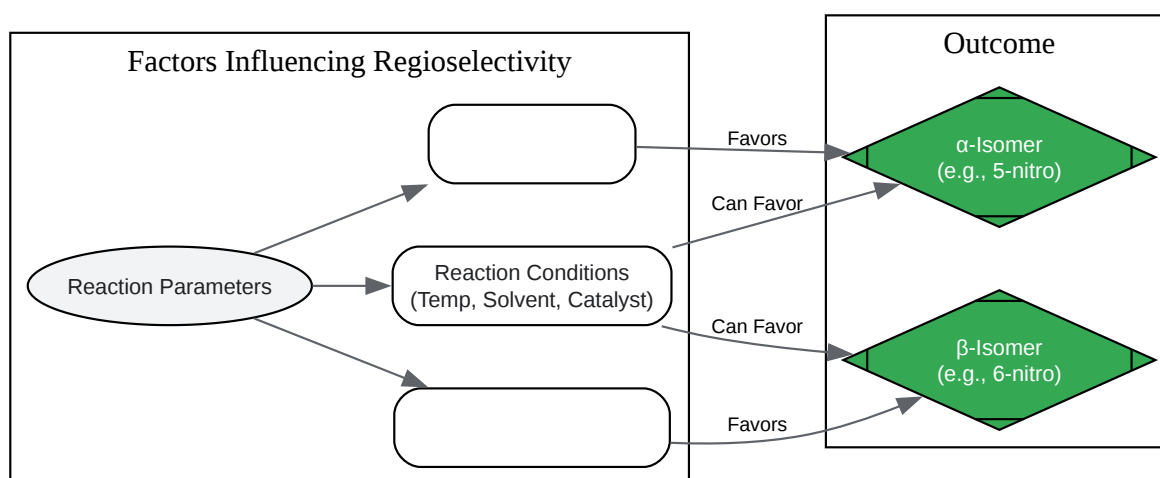 Factors Influencing Regioselectivity
Outcome
Favors
α-Isomer
(e.g., 5-nitro)
Can Favor
Reaction Parameters
Reaction Conditions
(Temp, Solvent, Catalyst)
Can Favor
β-Isomer
(e.g., 6-nitro)
Favors